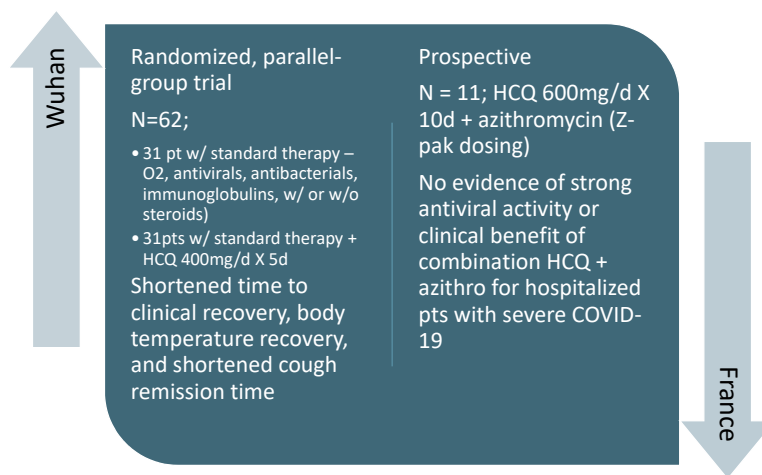 Wuhan
Randomized, parallel-
group trial
N=62;
• 31 pt w/ standard therapy –
O2, antivirals, antibacterials,
immunoglobulins, w/ or w/o
steroids)
• 31pts w/ standard therapy +
HCQ 400mg/d X 5d
Shortened time to
clinical recovery, body
temperature recovery,
and shortened cough
remission time
Prospective
N = 11; HCQ 600mg/d X
10d + azithromycin (Z-
pak dosing)
No evidence of strong
antiviral activity or
clinical benefit of
combination HCQ +
azithro for hospitalized
pts with severe COVID-
19
France